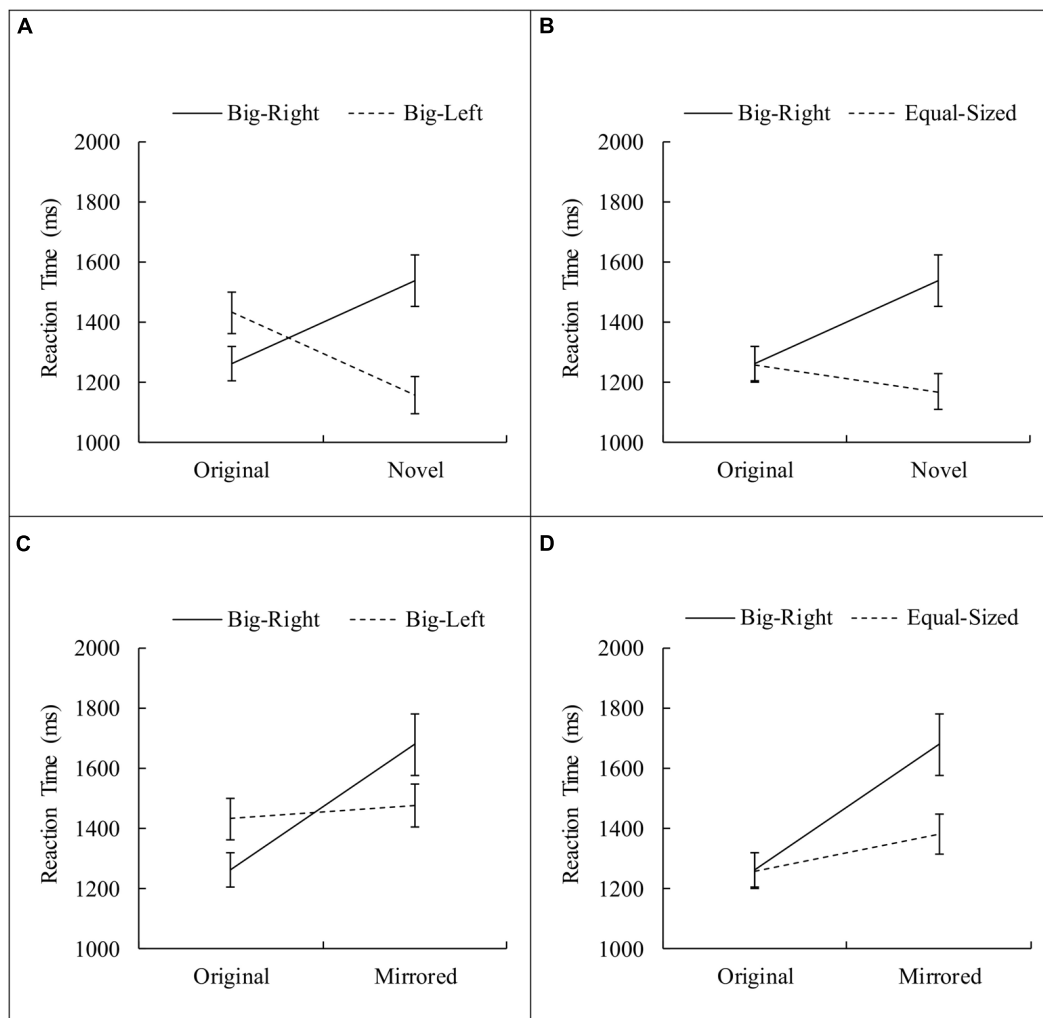 A
Big-Right Big-Left
2000
1800
1600
1400
1200
1000
Reaction Time (ms)
Original Novel
B
Big-Right Equal-Sized
2000
1800
1600
1400
1200
1000
Reaction Time (ms)
Original Novel
C
Big-Right Big-Left
2000
1800
1600
1400
1200
1000
Reaction Time (ms)
Original Mirrored
D
Big-Right Equal-Sized
2000
1800
1600
1400
1200
1000
Reaction Time (ms)
Original Mirrored